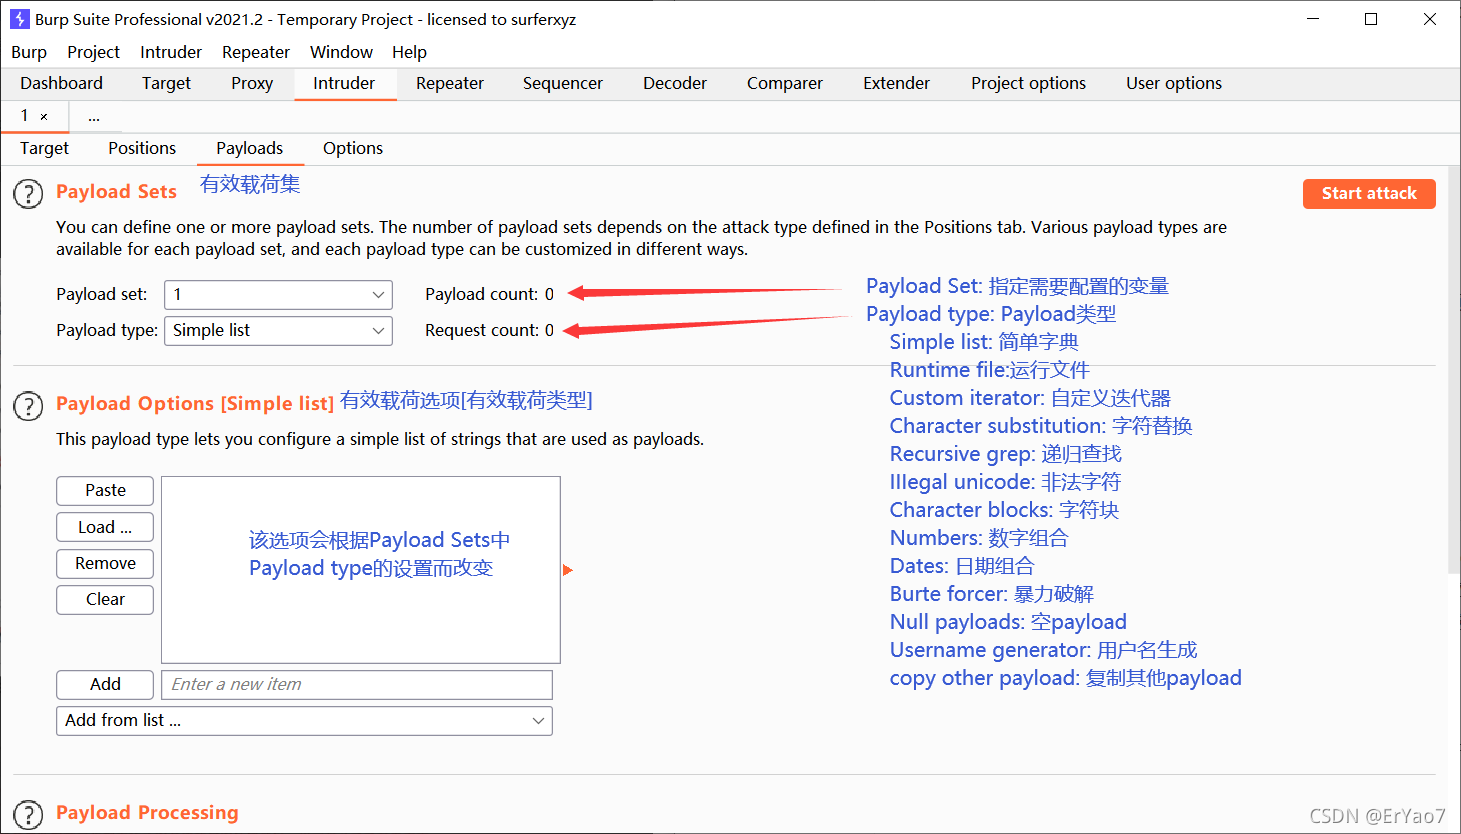 Burp Suite Professional v2021.2 - Temporary Project - licensed to surferxyz
Burp Project Intruder Repeater Window Help
Dashboard Target Proxy Intruder Repeater Sequencer Decoder Comparer Extender Project options User options
1 × ...
Target Positions Payloads Options
Payload Sets 有效载荷集
Start attack
You can define one or more payload sets. The number of payload sets depends on the attack type defined in the Positions tab. Various payload types are
available for each payload set, and each payload type can be customized in different ways.
Payload set: 1 Payload count: 0
Payload type: Simple list Request count: 0
Payload Set: 指定需要配置的变量
Payload type: Payload类型
Simple list: 简单字典
Runtime file:运行文件
Custom iterator: 自定义迭代器
Character substitution: 字符替换
Recursive grep: 递归查找
IIIegal unicode: 非法字符
Character blocks: 字符块
Numbers: 数字组合
Dates: 日期组合
Burte forcer: 暴力破解
Null payloads: 空payload
Username generator: 用户名生成
copy other payload: 复制其他payload
Payload Options [Simple list] 有效载荷选项[有效载荷类型]
This payload type lets you configure a simple list of strings that are used as payloads.
Paste
Load ...
Remove
Clear
该选项会根据Payload Sets中
Payload type的设置而改变
Add Enter a new item
Add from list ...
Payload Processing
CSDN @ErYao7